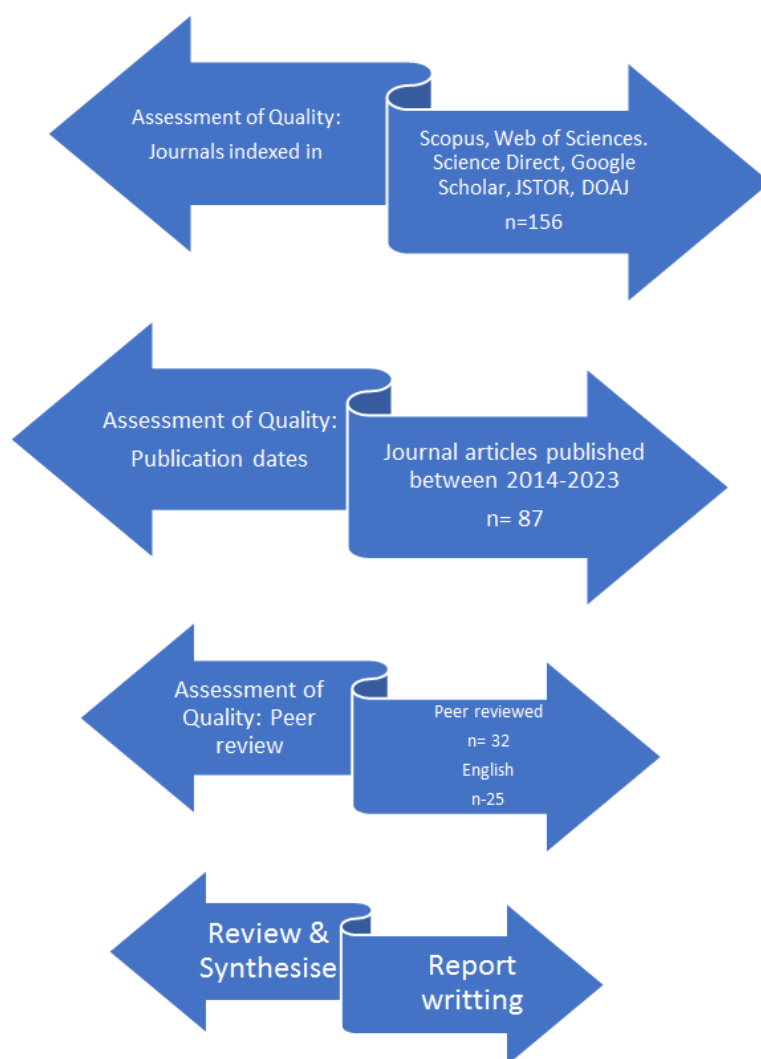 Assessment of Quality:
Journals indexed in
Scopus, Web of Sciences.
Science Direct, Google
Scholar, JSTOR, DOAJ
n=156
Assessment of Quality:
Publication dates
Journal articles published
between 2014-2023
n= 87
Assessment of
Quality: Peer
review
Peer reviewed
n= 32
English
n-25
Review &
Synthesise
Report
writting